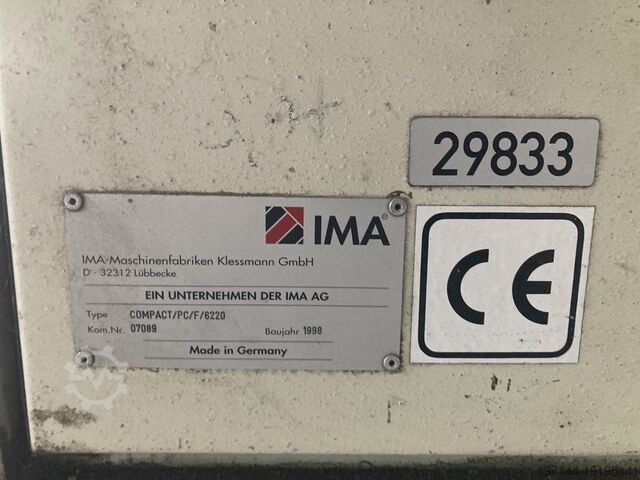 29833
IMA®
IMA-Maschinenfabriken Klessmann GmbH
D - 32312 Lübbecke
EIN UNTERNEHMEN DER IMA AG
Type COMPACT/PC/F/6220
Kom.Nr. 07089 Baujahr 1998
Made in Germany
CE